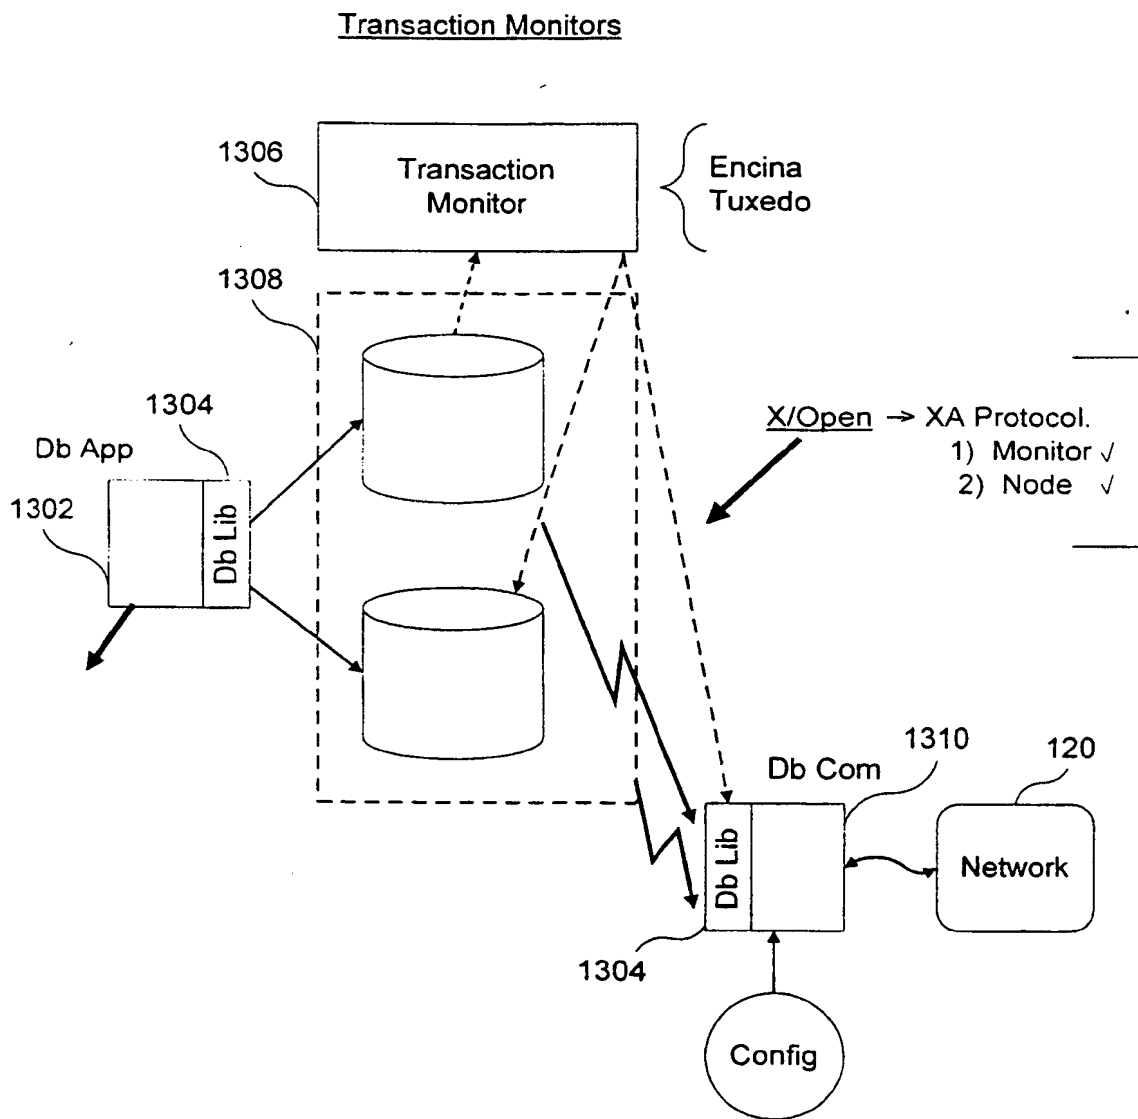 Transaction Monitors
1306
Transaction
Monitor
Encina
Tuxedo
1308
1304
Db App
1302
Db Lib
X/Open → XA Protocol.
1) Monitor √
2) Node √
Db Com
1310
120
Db Lib
Network
1304
Config